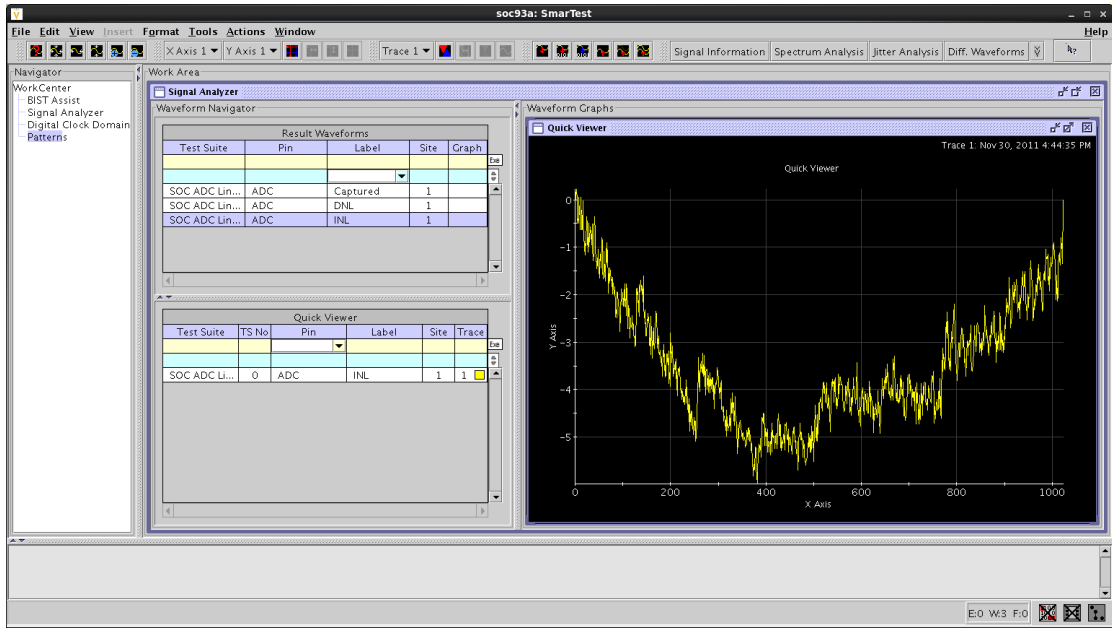 soc93a: SmarTest
File Edit View Insert Format Tools Actions Window Help
X Axis 1 Y Axis 1 Trace 1 Signal Information Spectrum Analysis Jitter Analysis Diff. Waveforms
Navigator
WorkCenter
BIST Assist
Signal Analyzer
Digital Clock Domain
Patterns
Work Area
Signal Analyzer
Waveform Navigator
Result Waveforms
Test Suite Pin Label Site Graph
Exe
SOC ADC Lin... ADC Captured 1
SOC ADC Lin... ADC DNL 1
SOC ADC Lin... ADC INL 1
Quick Viewer
Test Suite TS No Pin Label Site Trace
Exe
SOC ADC Li... 0 ADC INL 1 1
Waveform Graphs
Quick Viewer
Trace 1: Nov 30, 2011 4:44:35 PM
Quick Viewer
0
-1
-2
-3
-4
-5
Y Axis
0 200 400 600 800 1000
X Axis
E:0 W:3 F:0